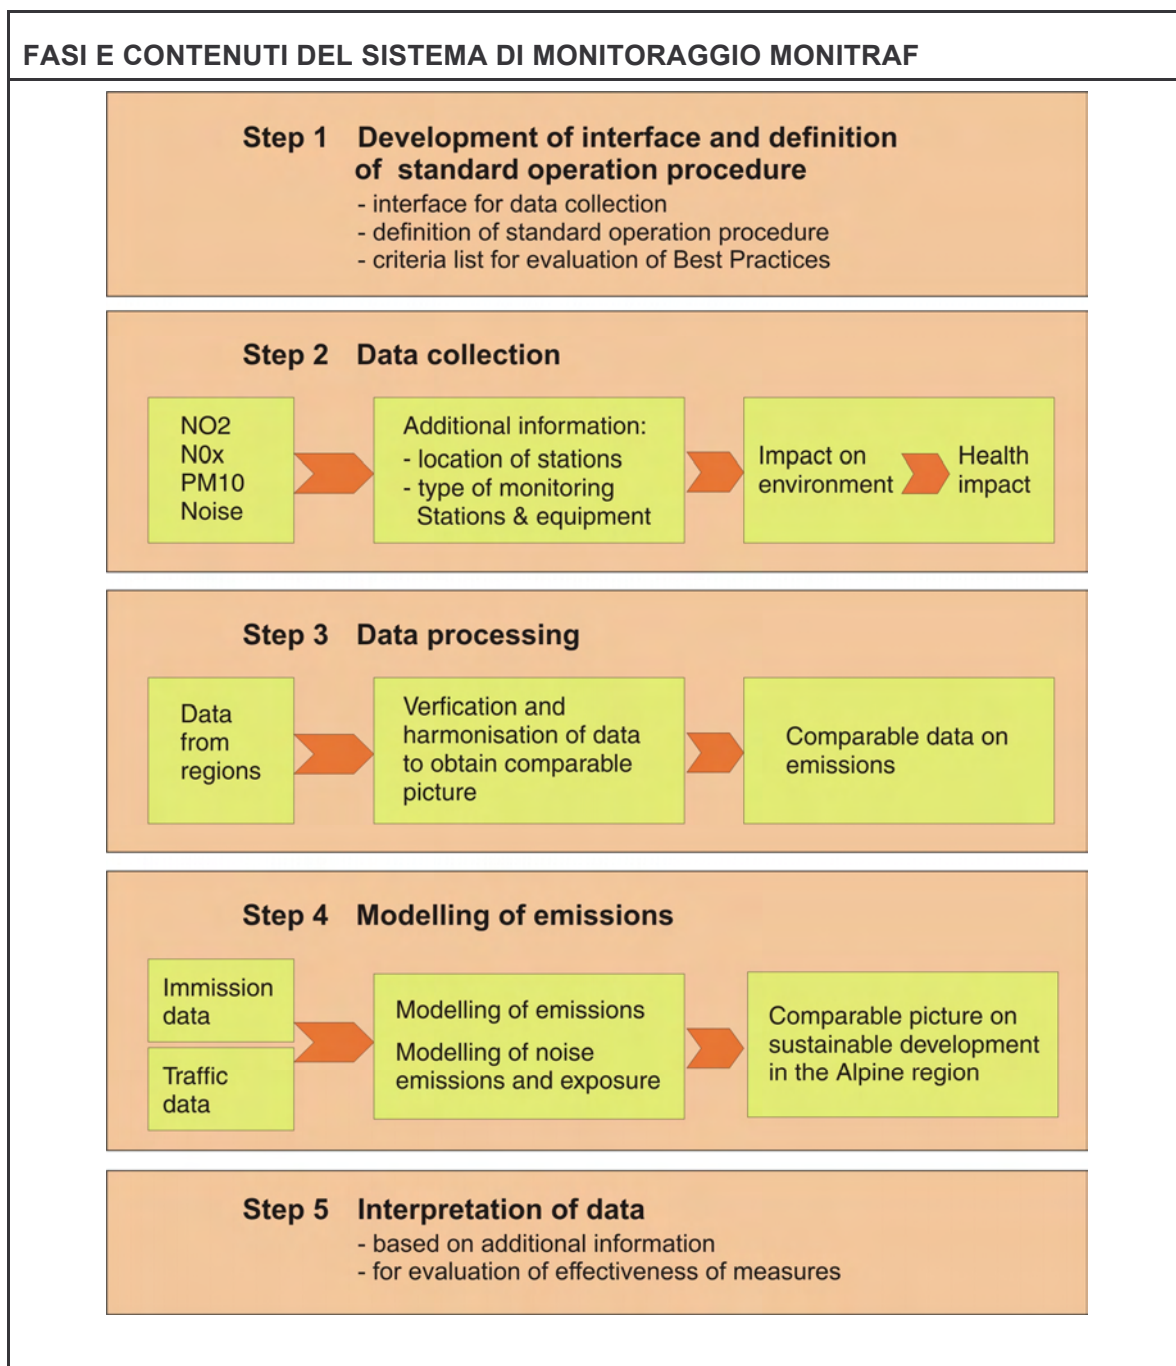 FASI E CONTENUTI DEL SISTEMA DI MONITORAGGIO MONITRAF
Step 1 Development of interface and definition
of standard operation procedure
- interface for data collection
- definition of standard operation procedure
- criteria list for evaluation of Best Practices
Step 2 Data collection
NO2
N0x
PM10
Noise
Additional information:
- location of stations
- type of monitoring
Stations & equipment
Impact on
environment
Health
impact
Step 3 Data processing
Data
from
regions
Verfication and
harmonisation of data
to obtain comparable
picture
Comparable data on
emissions
Step 4 Modelling of emissions
Immission
data
Traffic
data
Modelling of emissions
Modelling of noise
emissions and exposure
Comparable picture on
sustainable development
in the Alpine region
Step 5 Interpretation of data
- based on additional information
- for evaluation of effectiveness of measures